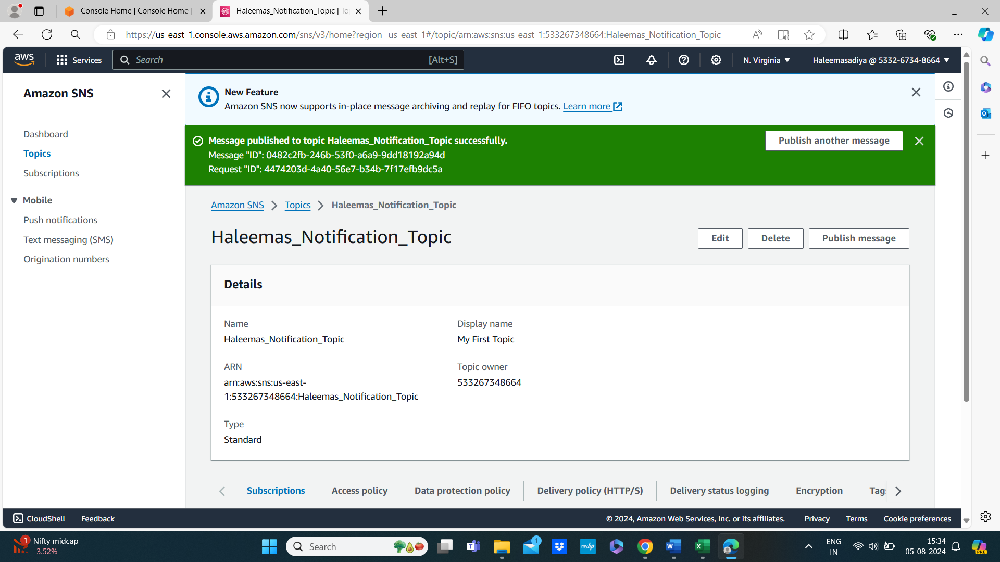 Console Home | Console Home |
Haleemas_Notification_Topic | To
https://us-east-1.console.aws.amazon.com/sns/v3/home?region=us-east-1#/topic/arn:aws:sns:us-east-1:533267348664:Haleemas_Notification_Topic
aws
Services
Search
[Alt+S]
N. Virginia
Haleemasadiya @ 5332-6734-8664
Amazon SNS
Dashboard
Topics
Subscriptions
Mobile
Push notifications
Text messaging (SMS)
Origination numbers
New Feature
Amazon SNS now supports in-place message archiving and replay for FIFO topics. Learn more
Message published to topic Haleemas_Notification_Topic successfully.
Message "ID": 0482c2fb-246b-53f0-a6a9-9dd18192a94d
Request "ID": 4474203d-4a40-56e7-b34b-7f17efb9dc5a
Publish another message
Amazon SNS
Topics
Haleemas_Notification_Topic
Haleemas_Notification_Topic
Edit
Delete
Publish message
Details
Name
Haleemas_Notification_Topic
ARN
arn:aws:sns:us-east-
1:533267348664:Haleemas_Notification_Topic
Type
Standard
Display name
My First Topic
Topic owner
533267348664
Subscriptions
Access policy
Data protection policy
Delivery policy (HTTP/S)
Delivery status logging
Encryption
Tags
CloudShell
Feedback
© 2024, Amazon Web Services, Inc. or its affiliates.
Privacy
Terms
Cookie preferences
1
Nifty midcap
-3.52%
Search
1
myhp
ENG
IN
15:34
05-08-2024
PRE